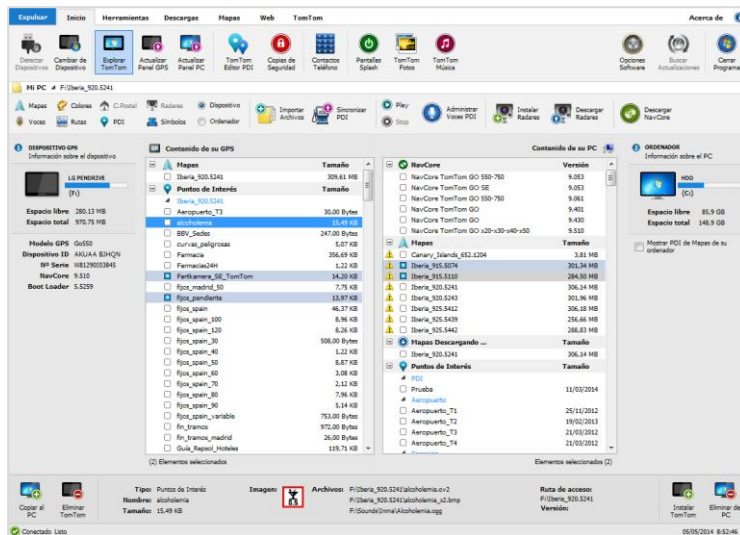 Expulsar Inicio Herramientas Descargas Mapas Web TomTom Acerca de
Detectar Dispositivos
Cambiar de Dispositivo
Explorar TomTom
Actualizar Panel GPS
Actualizar Panel PC
TomTom Editor PDI
Copias de Seguridad
Contactos Teléfono
Pantallas Splash
TomTom Fotos
TomTom Música
Opciones Software
Buscar Actualizaciones
Cerrar Programa
Mi PC F:\Iberia_920.5241
Mapas Colores C.Postal Radares Dispositivo
Voces Rutas PDI Símbolos Ordenador
Importar Archivos
Sincronizar PDI
Play
Stop
Administrar Voces PDI
Instalar Radares
Descargar Radares
Descargar NavCore
DISPOSITIVO GPS
Información sobre el dispositivo
LG PENDRIVE
(F:)
Espacio libre 280,13 MB
Espacio total 970,75 MB
Modelo GPS Go550
Dispositivo ID AKUAA BJHQN
Nº Serie
NavCore 9.510
Boot Loader 5.5259
Contenido de su GPS
Mapas Tamaño
Iberia_920.5241 309,61 MB
Puntos de Interés Tamaño
Iberia_920.5241
Aeropuerto_T3 30,00 Bytes
alcoholemia 15,49 KB
BBV_Sedes 247,00 Bytes
curvas_peligrosas 5,07 KB
Farmacia 356,69 KB
Farmacias24H 1,22 KB
Fertkamera_SE_TomTom 14,20 KB
fijos_madrid_50 7,75 KB
fijos_pendiente 13,97 KB
fijos_spain 46,37 KB
fijos_spain_100 8,96 KB
fijos_spain_120 8,26 KB
fijos_spain_30 508,00 Bytes
fijos_spain_40 1,22 KB
fijos_spain_50 8,87 KB
fijos_spain_60 3,08 KB
fijos_spain_70 2,12 KB
fijos_spain_80 7,96 KB
fijos_spain_90 5,14 KB
fijos_spain_variable 753,00 Bytes
fin_tramos 972,00 Bytes
fin_tramos_madrid 26,00 Bytes
Guia_Repsol_Hoteles 119,71 KB
(2) Elementos seleccionados
Contenido de su PC
NavCore Versión
NavCore TomTom GO 550-750 9.053
NavCore TomTom GO SE 9.053
NavCore TomTom GO 550-750 9.061
NavCore TomTom GO 9.401
NavCore TomTom GO 9.430
NavCore TomTom GO x20-x30-x40-x50 9.510
Mapas Tamaño
Canary_Islands_652.1204 3,81 MB
Iberia_915.5074 301,34 MB
Iberia_915.5110 284,50 MB
Iberia_920.5241 306,14 MB
Iberia_920.5243 301,96 MB
Iberia_925.5412 306,18 MB
Iberia_925.5439 256,66 MB
Iberia_925.5442 288,83 MB
Mapas Descargando ... Tamaño
Iberia_920.5241 306,14 MB
Puntos de Interés Tamaño
PDI
Prueba 11/03/2014
Aeropuerto
Aeropuerto_T1 25/11/2012
Aeropuerto_T2 19/02/2013
Aeropuerto_T3 21/03/2012
Aeropuerto_T4 21/03/2012
Elementos seleccionados (2)
ORDENADOR
Información sobre el PC
HDD
(C:)
Espacio libre 85.9 GB
Espacio total 148.9 GB
Mostrar PDI de Mapas de su ordenador
Copiar al PC
Eliminar TomTom
Tipo: Puntos de Interés
Nombre: alcoholemia
Tamaño: 15,49 KB
Imagen:
Archivos: F:\Iberia_920.5241\alcoholemia.ov2
F:\Iberia_920.5241\alcoholemia_x2.bmp
F:\Sounds\Inma\Alcoholemia.ogg
Ruta de acceso:
F:\Iberia_920.5241
Versión:
Instalar TomTom
Eliminar de PC
Conectado Listo 05/05/2014 8:52:46